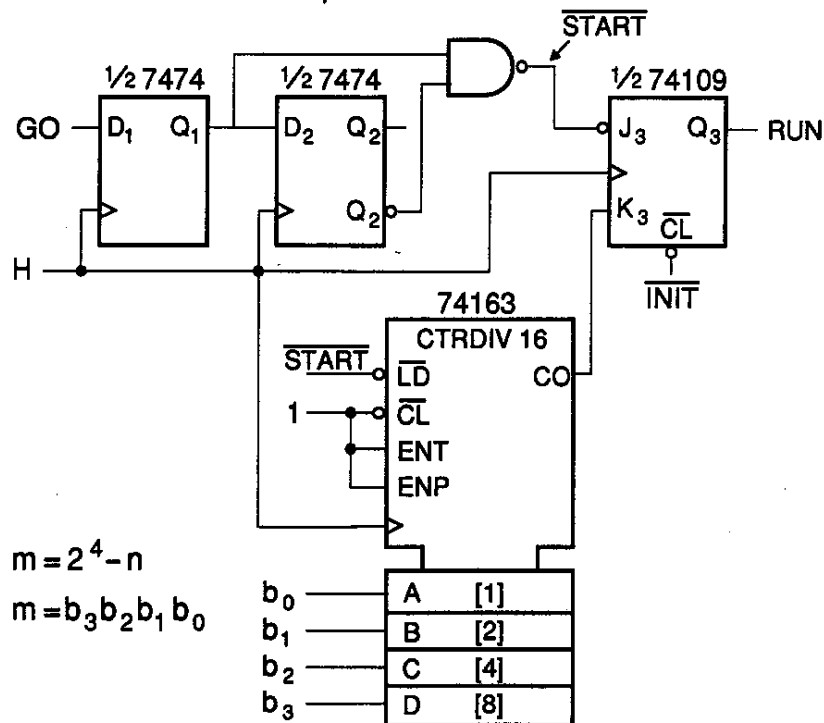 START
½ 7474
½ 7474
½ 74109
GO
D₁
Q₁
D₂
Q₂
J₃
Q₃
RUN
Q₂
K₃
CL
H
INIT
74163
CTRDIV 16
START
LD
CO
1
CL
ENT
ENP
m = 2⁴ - n
m = b₃b₂b₁b₀
b₀ A [1]
b₁ B [2]
b₂ C [4]
b₃ D [8]